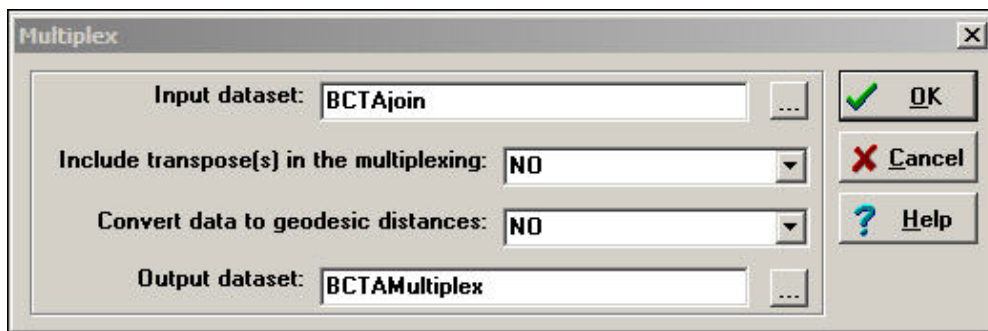 Multiplex
Input dataset: BCTAjoin ... OK
Include transpose(s) in the multiplexing: NO Cancel
Convert data to geodesic distances: NO ? Help
Output dataset: BCTAMultiplex ...